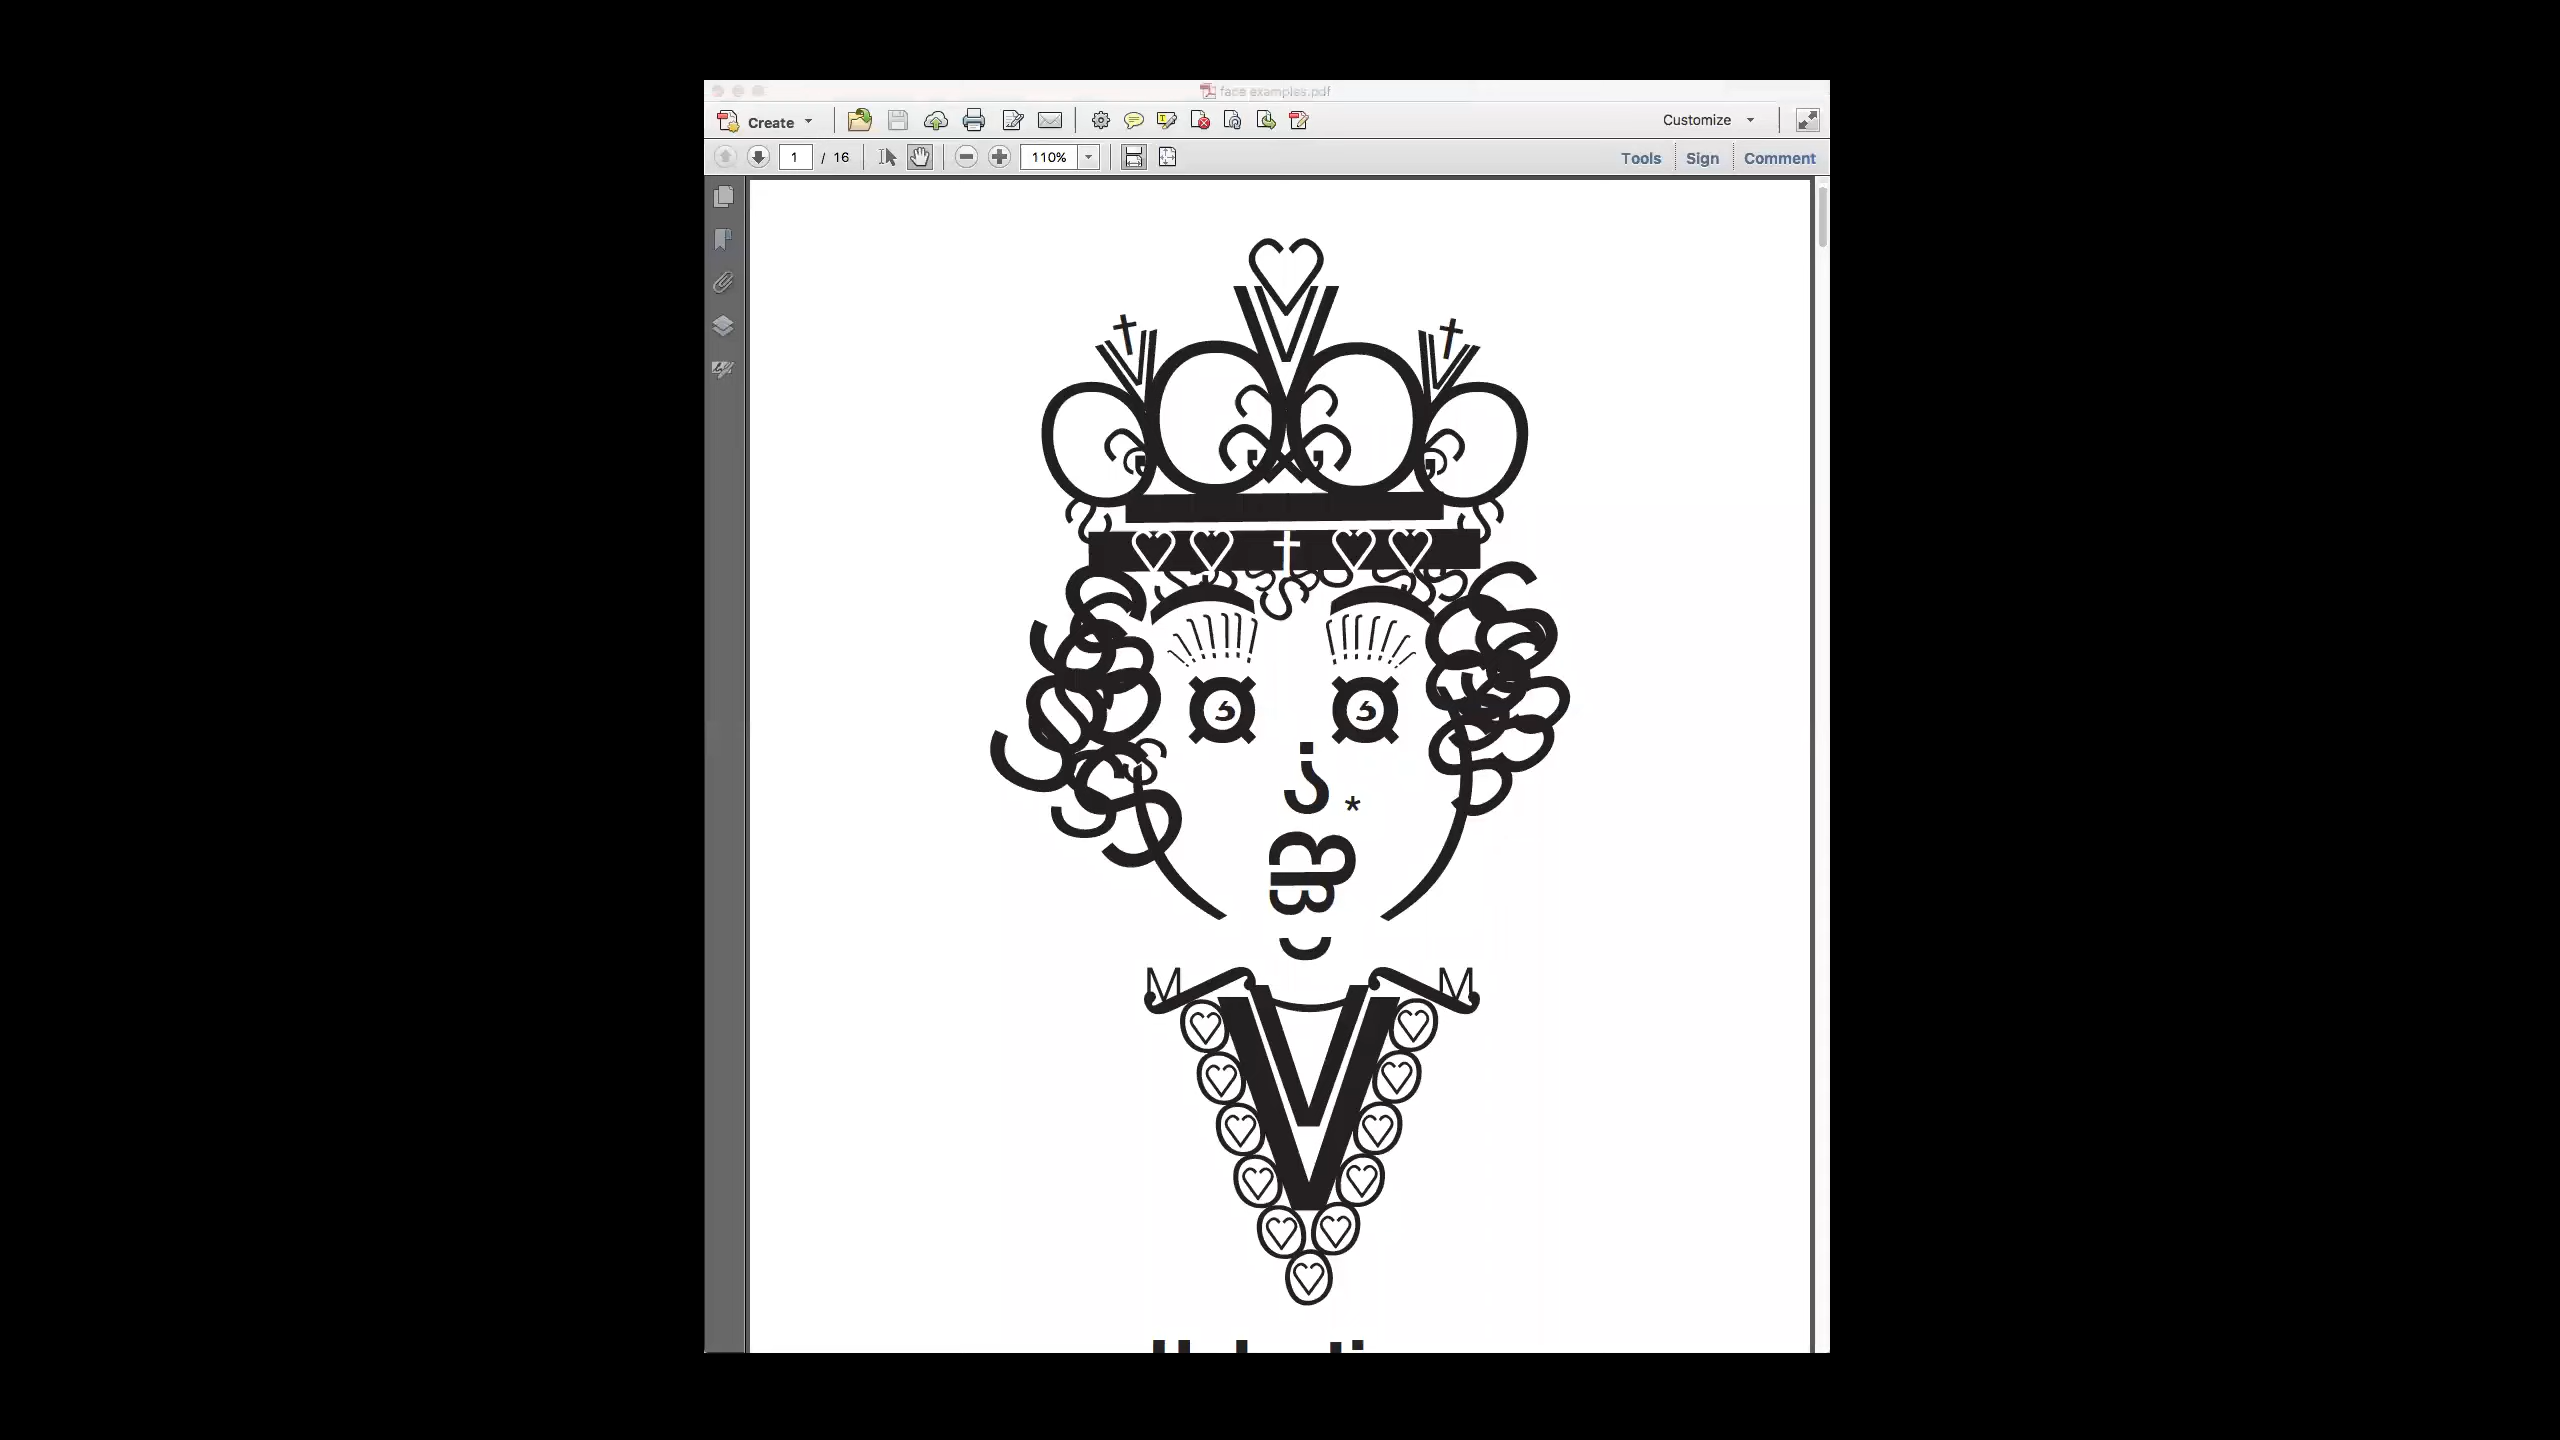 face examples.pdf
Create
Customize
1 / 16
110%
Tools Sign Comment
†
†
†
*
M M
V